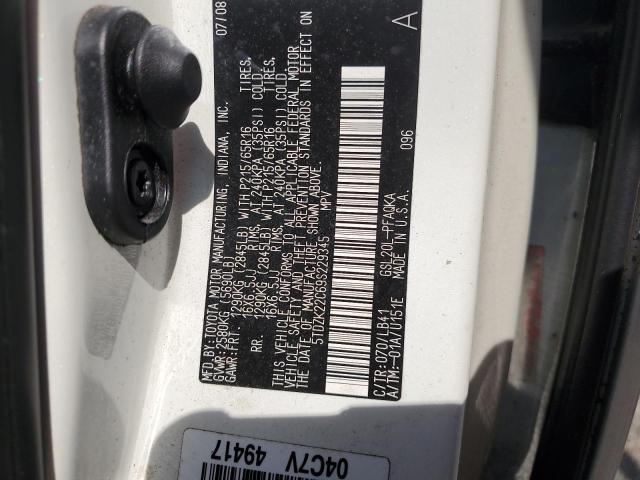 MFD.BY:TOYOTA MOTOR MANUFACTURING, INDIANA, INC. 07/08
GVWR: 2580KG (5690LB)
GAWR:FRT 1290KG (2845LB) WITH P215/65R16 TIRES,
16X6.5JJ RIMS, AT 240KPA (35PSI) COLD
RR. 1290KG (2845LB) WITH P215/65R16 TIRES,
16X6.5JJ RIMS, AT 240KPA (35PSI) COLD.
THIS VEHICLE CONFORMS TO ALL APPLICABLE FEDERAL MOTOR
VEHICLE SAFETY AND THEFT PREVENTION STANDARDS IN EFFECT ON
THE DATE OF MANUFACTURE SHOWN ABOVE.
5TDZK22C69S229345 MPV
A
096
C/TR:070/LB41 GSL20L-PFAQKA
A/TM:-01A/U151E MADE IN U.S.A.
04C7V
49417